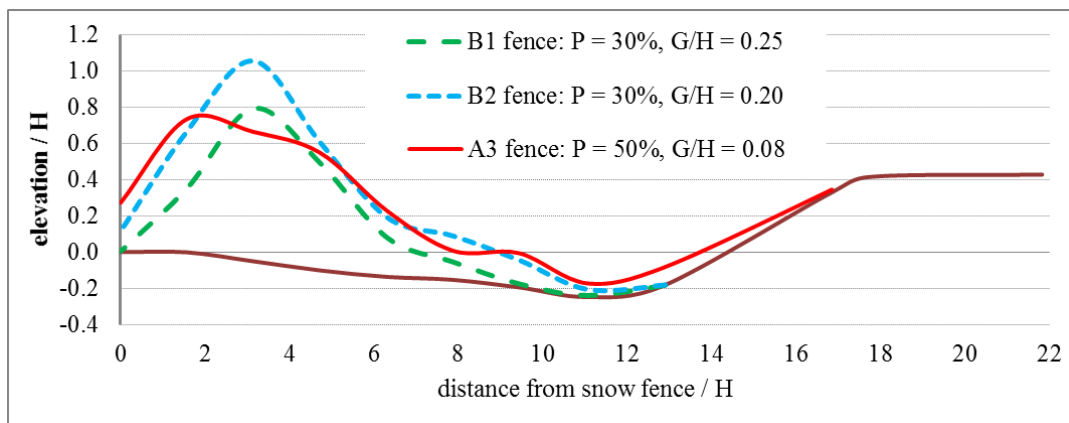 1.2
1.0
0.8
0.6
0.4
0.2
0.0
-0.2
-0.4
elevation / H
B1 fence: P = 30%, G/H = 0.25
B2 fence: P = 30%, G/H = 0.20
A3 fence: P = 50%, G/H = 0.08
0 2 4 6 8 10 12 14 16 18 20 22
distance from snow fence / H